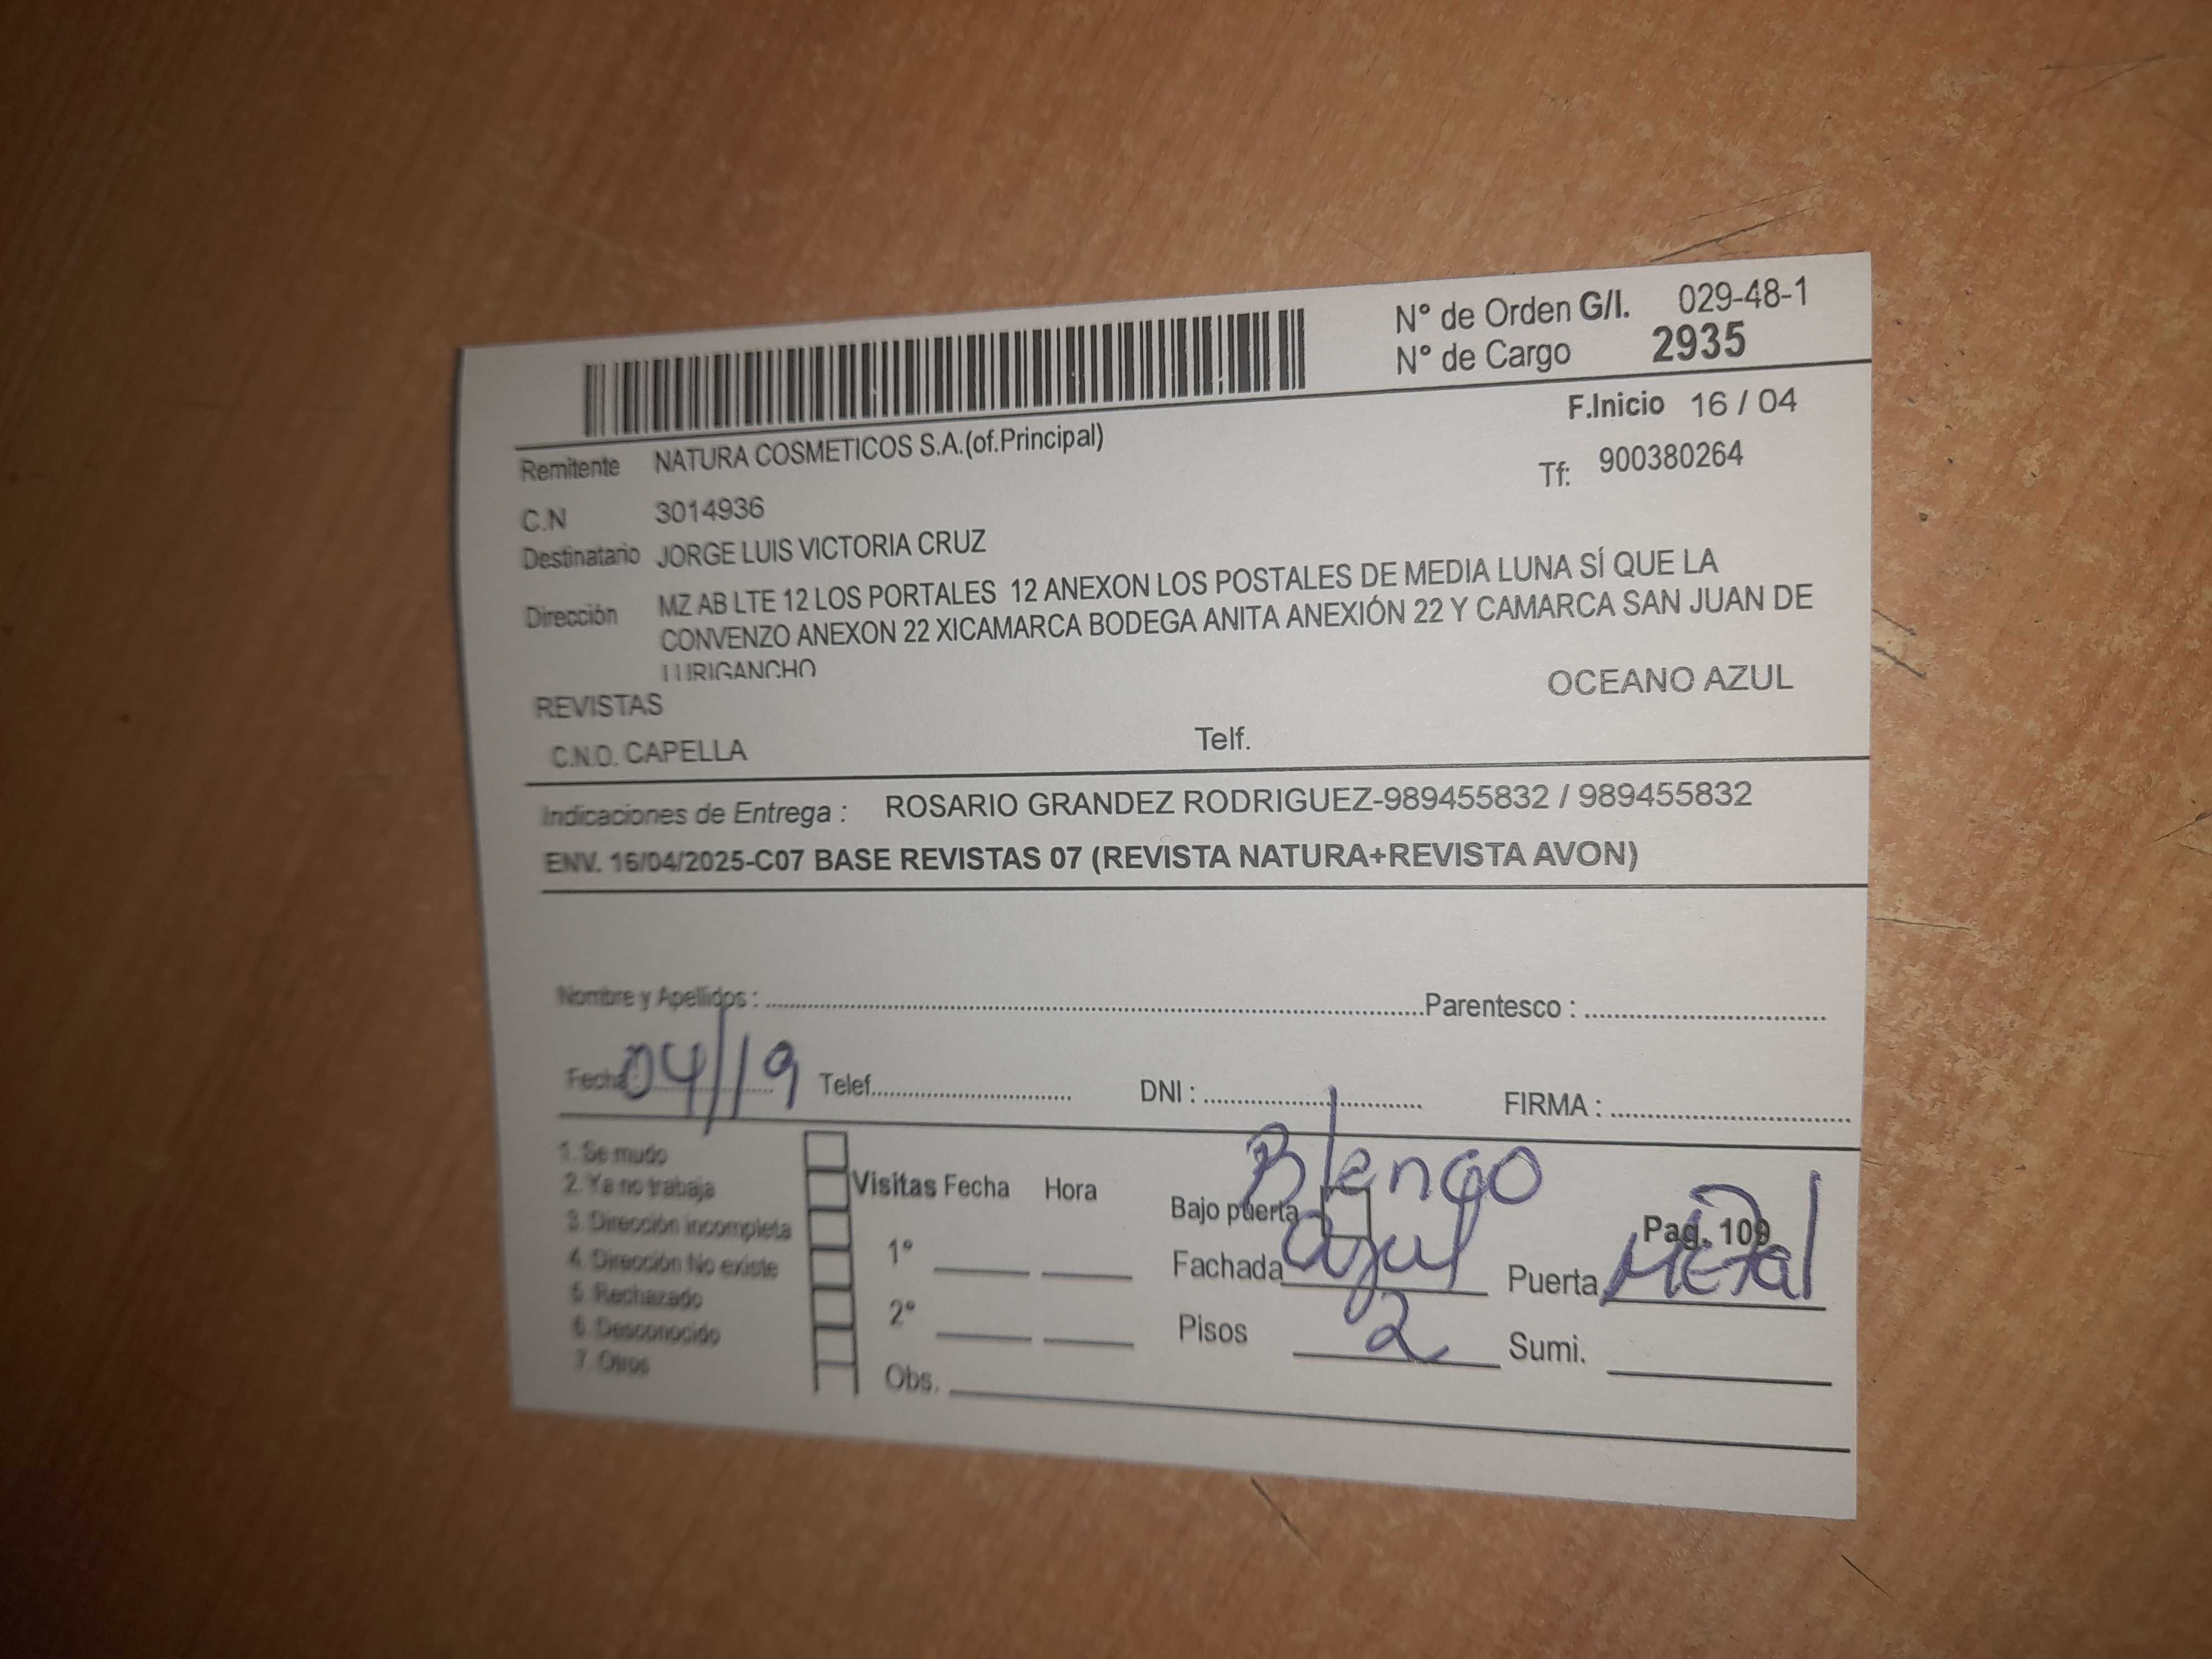 N° de Orden G/I. 029-48-1
N° de Cargo 2935
F.Inicio 16 / 04
Remitente NATURA COSMETICOS S.A.(of.Principal)
Tf: 900380264
C.N 3014936
Destinatario JORGE LUIS VICTORIA CRUZ
Dirección MZ AB LTE 12 LOS PORTALES 12 ANEXON LOS POSTALES DE MEDIA LUNA SÍ QUE LA
CONVENZO ANEXON 22 XICAMARCA BODEGA ANITA ANEXIÓN 22 Y CAMARCA SAN JUAN DE
LURIGANCHO
OCEANO AZUL
REVISTAS
C.N.O. CAPELLA Telf.
Indicaciones de Entrega : ROSARIO GRANDEZ RODRIGUEZ-989455832 / 989455832
ENV. 16/04/2025-C07 BASE REVISTAS 07 (REVISTA NATURA+REVISTA AVON)
Nombre y Apellidos : Parentesco :
Fecha 04/19 Telef. DNI : FIRMA :
1. Se mudo
2. Ya no trabaja
3. Dirección incompleta
4. Dirección No existe
5. Rechazado
6. Desconocido
7. Otros
Visitas Fecha Hora
1°
2°
Obs.
Blanco
Bajo puerta Pag. 109
Fachada azul Puerta Metal
Pisos 2 Sumi.